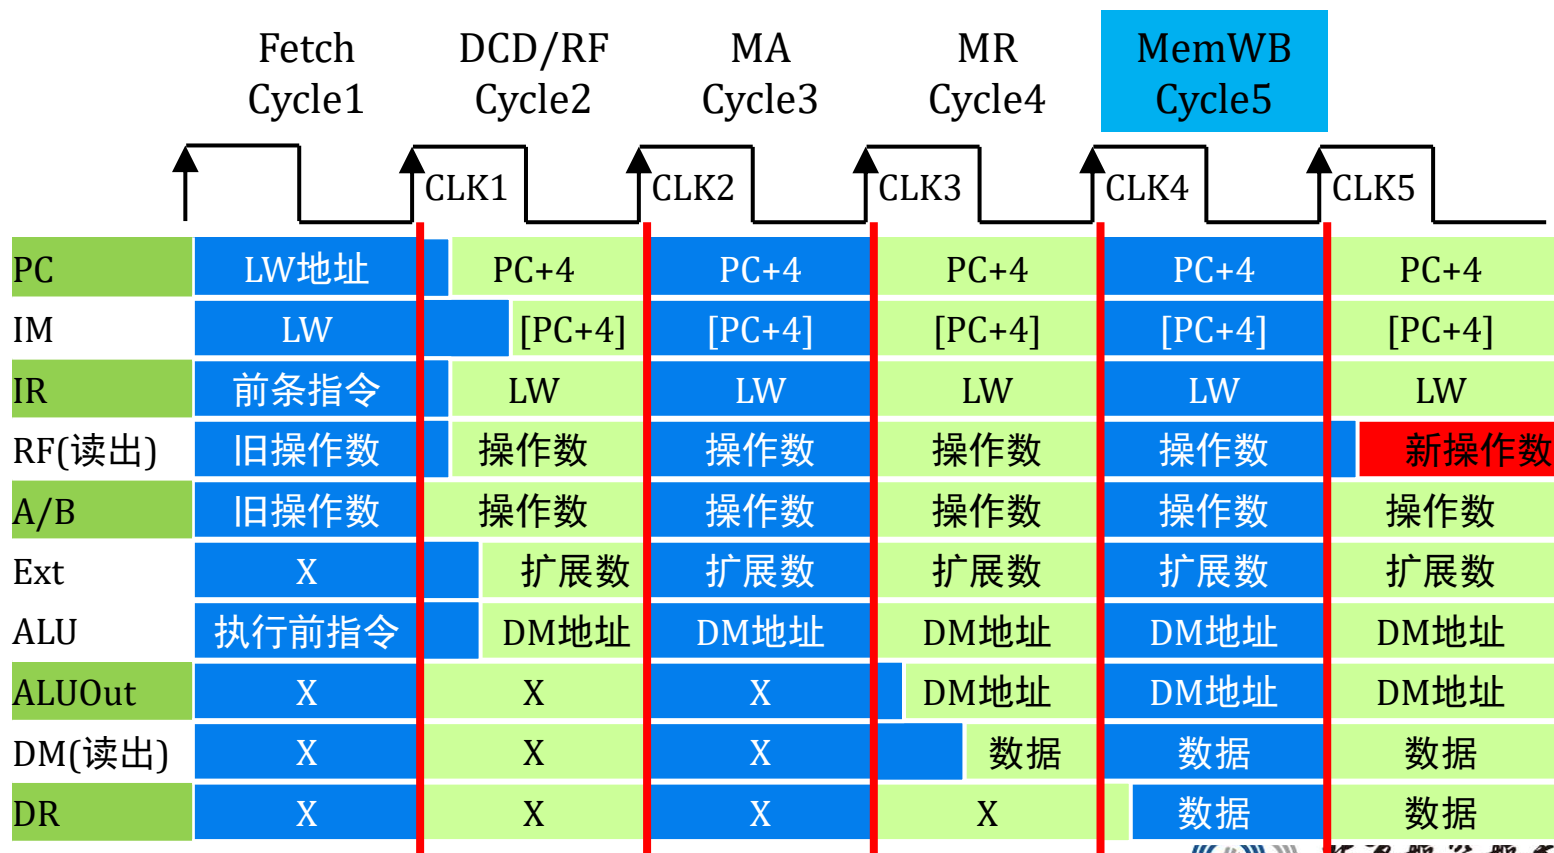 Fetch DCD/RF MA MR MemWB
Cycle1 Cycle2 Cycle3 Cycle4 Cycle5
CLK1 CLK2 CLK3 CLK4 CLK5
PC LW地址 PC+4 PC+4 PC+4 PC+4 PC+4
IM LW [PC+4] [PC+4] [PC+4] [PC+4] [PC+4]
IR 前条指令 LW LW LW LW LW
RF(读出) 旧操作数 操作数 操作数 操作数 操作数 新操作数
A/B 旧操作数 操作数 操作数 操作数 操作数 操作数
Ext X 扩展数 扩展数 扩展数 扩展数 扩展数
ALU 执行前指令 DM地址 DM地址 DM地址 DM地址 DM地址
ALUOut X X X DM地址 DM地址 DM地址
DM(读出) X X X 数据 数据 数据
DR X X X X 数据 数据